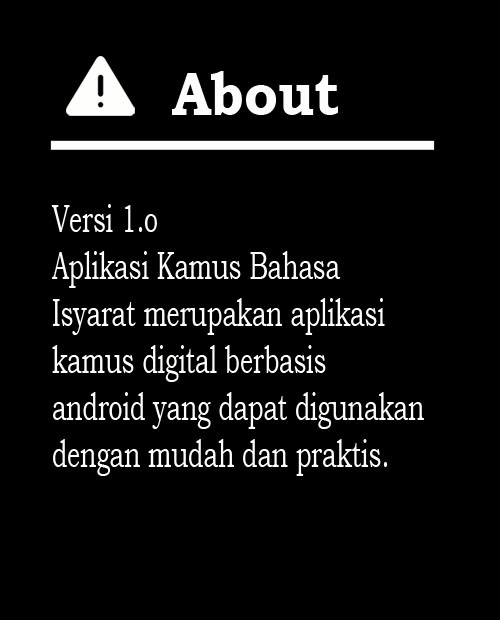 About
Versi 1.0
Aplikasi Kamus Bahasa
Isyarat merupakan aplikasi
kamus digital berbasis
android yang dapat digunakan
dengan mudah dan praktis.